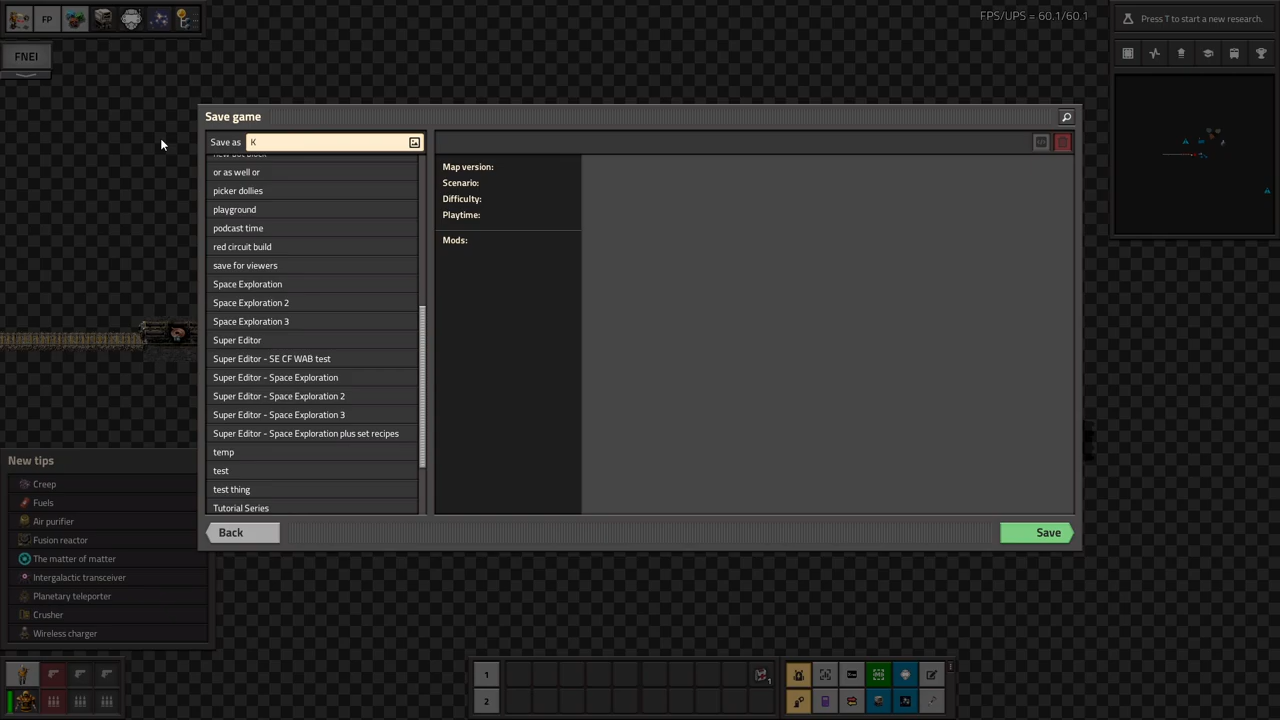 FP
FPS/UPS = 60.1/60.1
Press T to start a new research.
FNEI
Save game
Save as K
or as well or
picker dollies
playground
podcast time
red circuit build
save for viewers
Space Exploration
Space Exploration 2
Space Exploration 3
Super Editor
Super Editor - SE CF WAB test
Super Editor - Space Exploration
Super Editor - Space Exploration 2
Super Editor - Space Exploration 3
Super Editor - Space Exploration plus set recipes
temp
test
test thing
Tutorial Series
Map version:
Scenario:
Difficulty:
Playtime:
Mods:
Back
Save
New tips
Creep
Fuels
Air purifier
Fusion reactor
The matter of matter
Intergalactic transceiver
Planetary teleporter
Crusher
Wireless charger
1
1
2